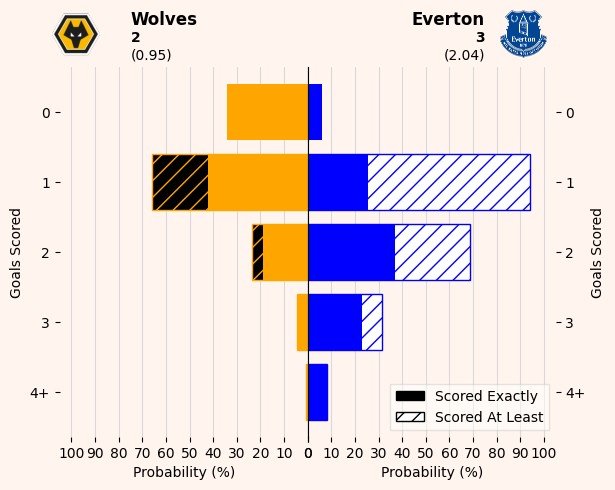 Wolves
2
(0.95)
Everton
3
(2.04)
Everton
Goals Scored
0
1
2
3
4+
0
1
2
3
4+
Goals Scored
Scored Exactly
Scored At Least
100 90 80 70 60 50 40 30 20 10 0
0 10 20 30 40 50 60 70 80 90 100
Probability (%)
Probability (%)